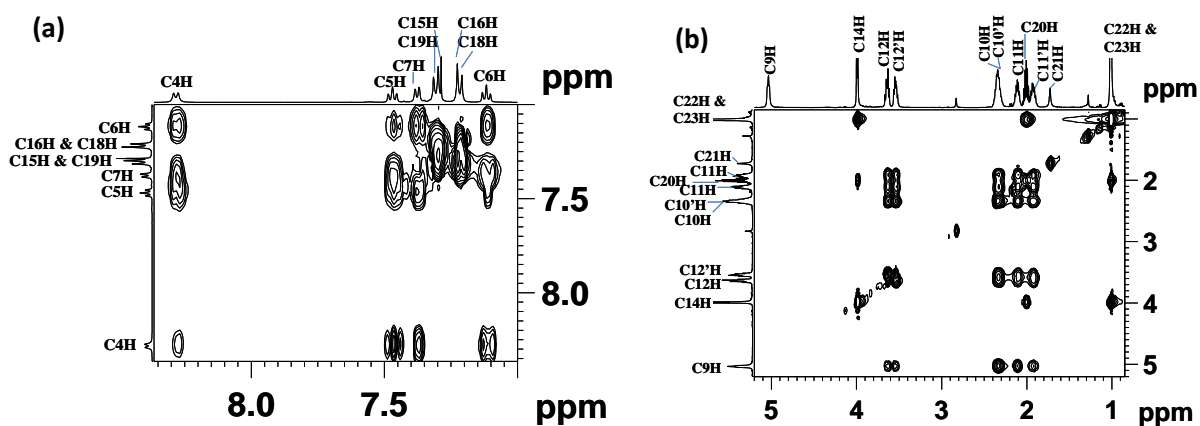 (a)
C15H
C19H
C16H
C18H
C7H
C4H
C5H
C6H
ppm
C6H
C16H & C18H
C15H & C19H
C7H
C5H
C4H
7.5
8.0
8.0
7.5
ppm
(b)
C9H
C14H
C12H
C12'H
C10H
C10'H
C11H
C20H
C11'H
C21H
C22H &
C23H
ppm
C22H &
C23H
C21H
C11H
C20H
C11H
C10'H
C10H
C12'H
C12H
C14H
C9H
2
3
4
5
5
4
3
2
1
ppm